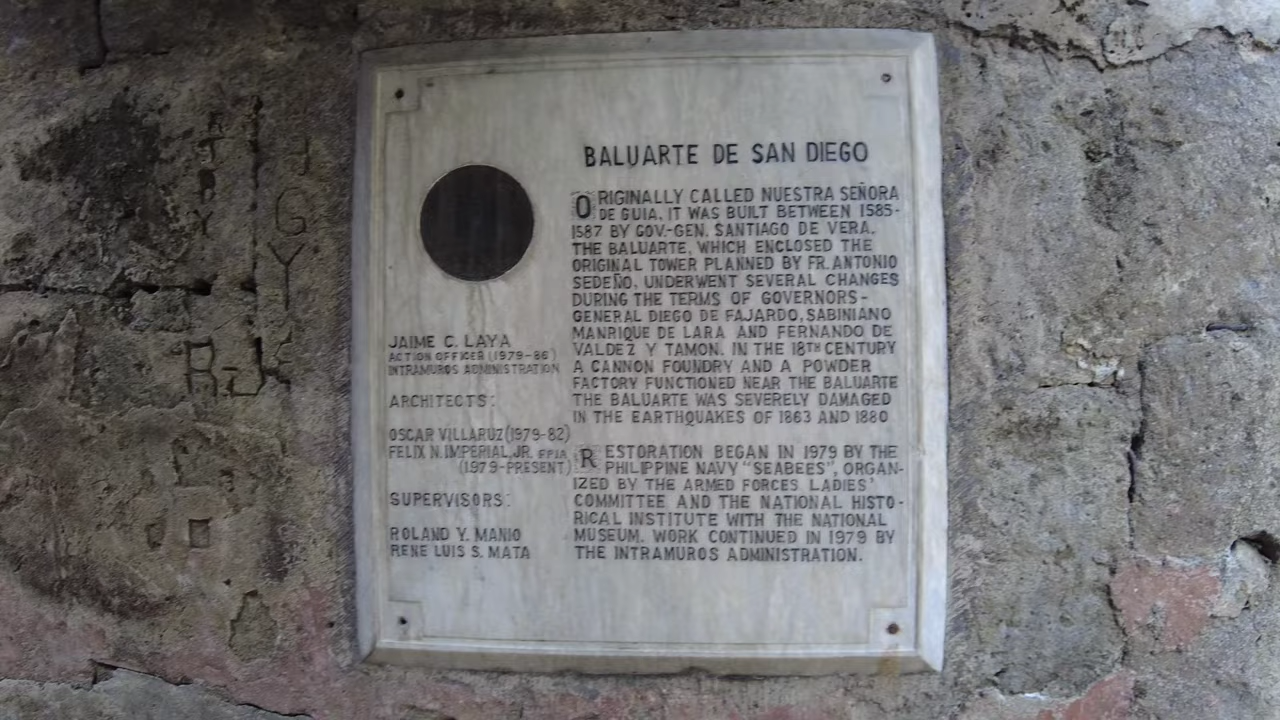 BALUARTE DE SAN DIEGO
ORIGINALLY CALLED NUESTRA SEÑORA
DE GUIA, IT WAS BUILT BETWEEN 1585-
1587 BY GOV.-GEN. SANTIAGO DE VERA.
THE BALUARTE, WHICH ENCLOSED THE
ORIGINAL TOWER PLANNED BY FR. ANTONIO
SEDEÑO, UNDERWENT SEVERAL CHANGES
DURING THE TERMS OF GOVERNORS-
GENERAL DIEGO DE FAJARDO, SABINIANO
MANRIQUE DE LARA AND FERNANDO DE
VALDEZ Y TAMON. IN THE 18TH CENTURY
A CANNON FOUNDRY AND A POWDER
FACTORY FUNCTIONED NEAR THE BALUARTE
THE BALUARTE WAS SEVERELY DAMAGED
IN THE EARTHQUAKES OF 1863 AND 1880
RESTORATION BEGAN IN 1979 BY THE
PHILIPPINE NAVY "SEABEES", ORGAN-
IZED BY THE ARMED FORCES LADIES'
COMMITTEE AND THE NATIONAL HISTO-
RICAL INSTITUTE WITH THE NATIONAL
MUSEUM. WORK CONTINUED IN 1979 BY
THE INTRAMUROS ADMINISTRATION.
JAIME C. LAYA
ACTION OFFICER (1979-86)
INTRAMUROS ADMINISTRATION
ARCHITECTS:
OSCAR VILLARUZ (1979-82)
FELIX N. IMPERIAL, JR.
(1979-PRESENT)
SUPERVISORS:
ROLAND Y. MANIO
RENE LUIS S. MATA